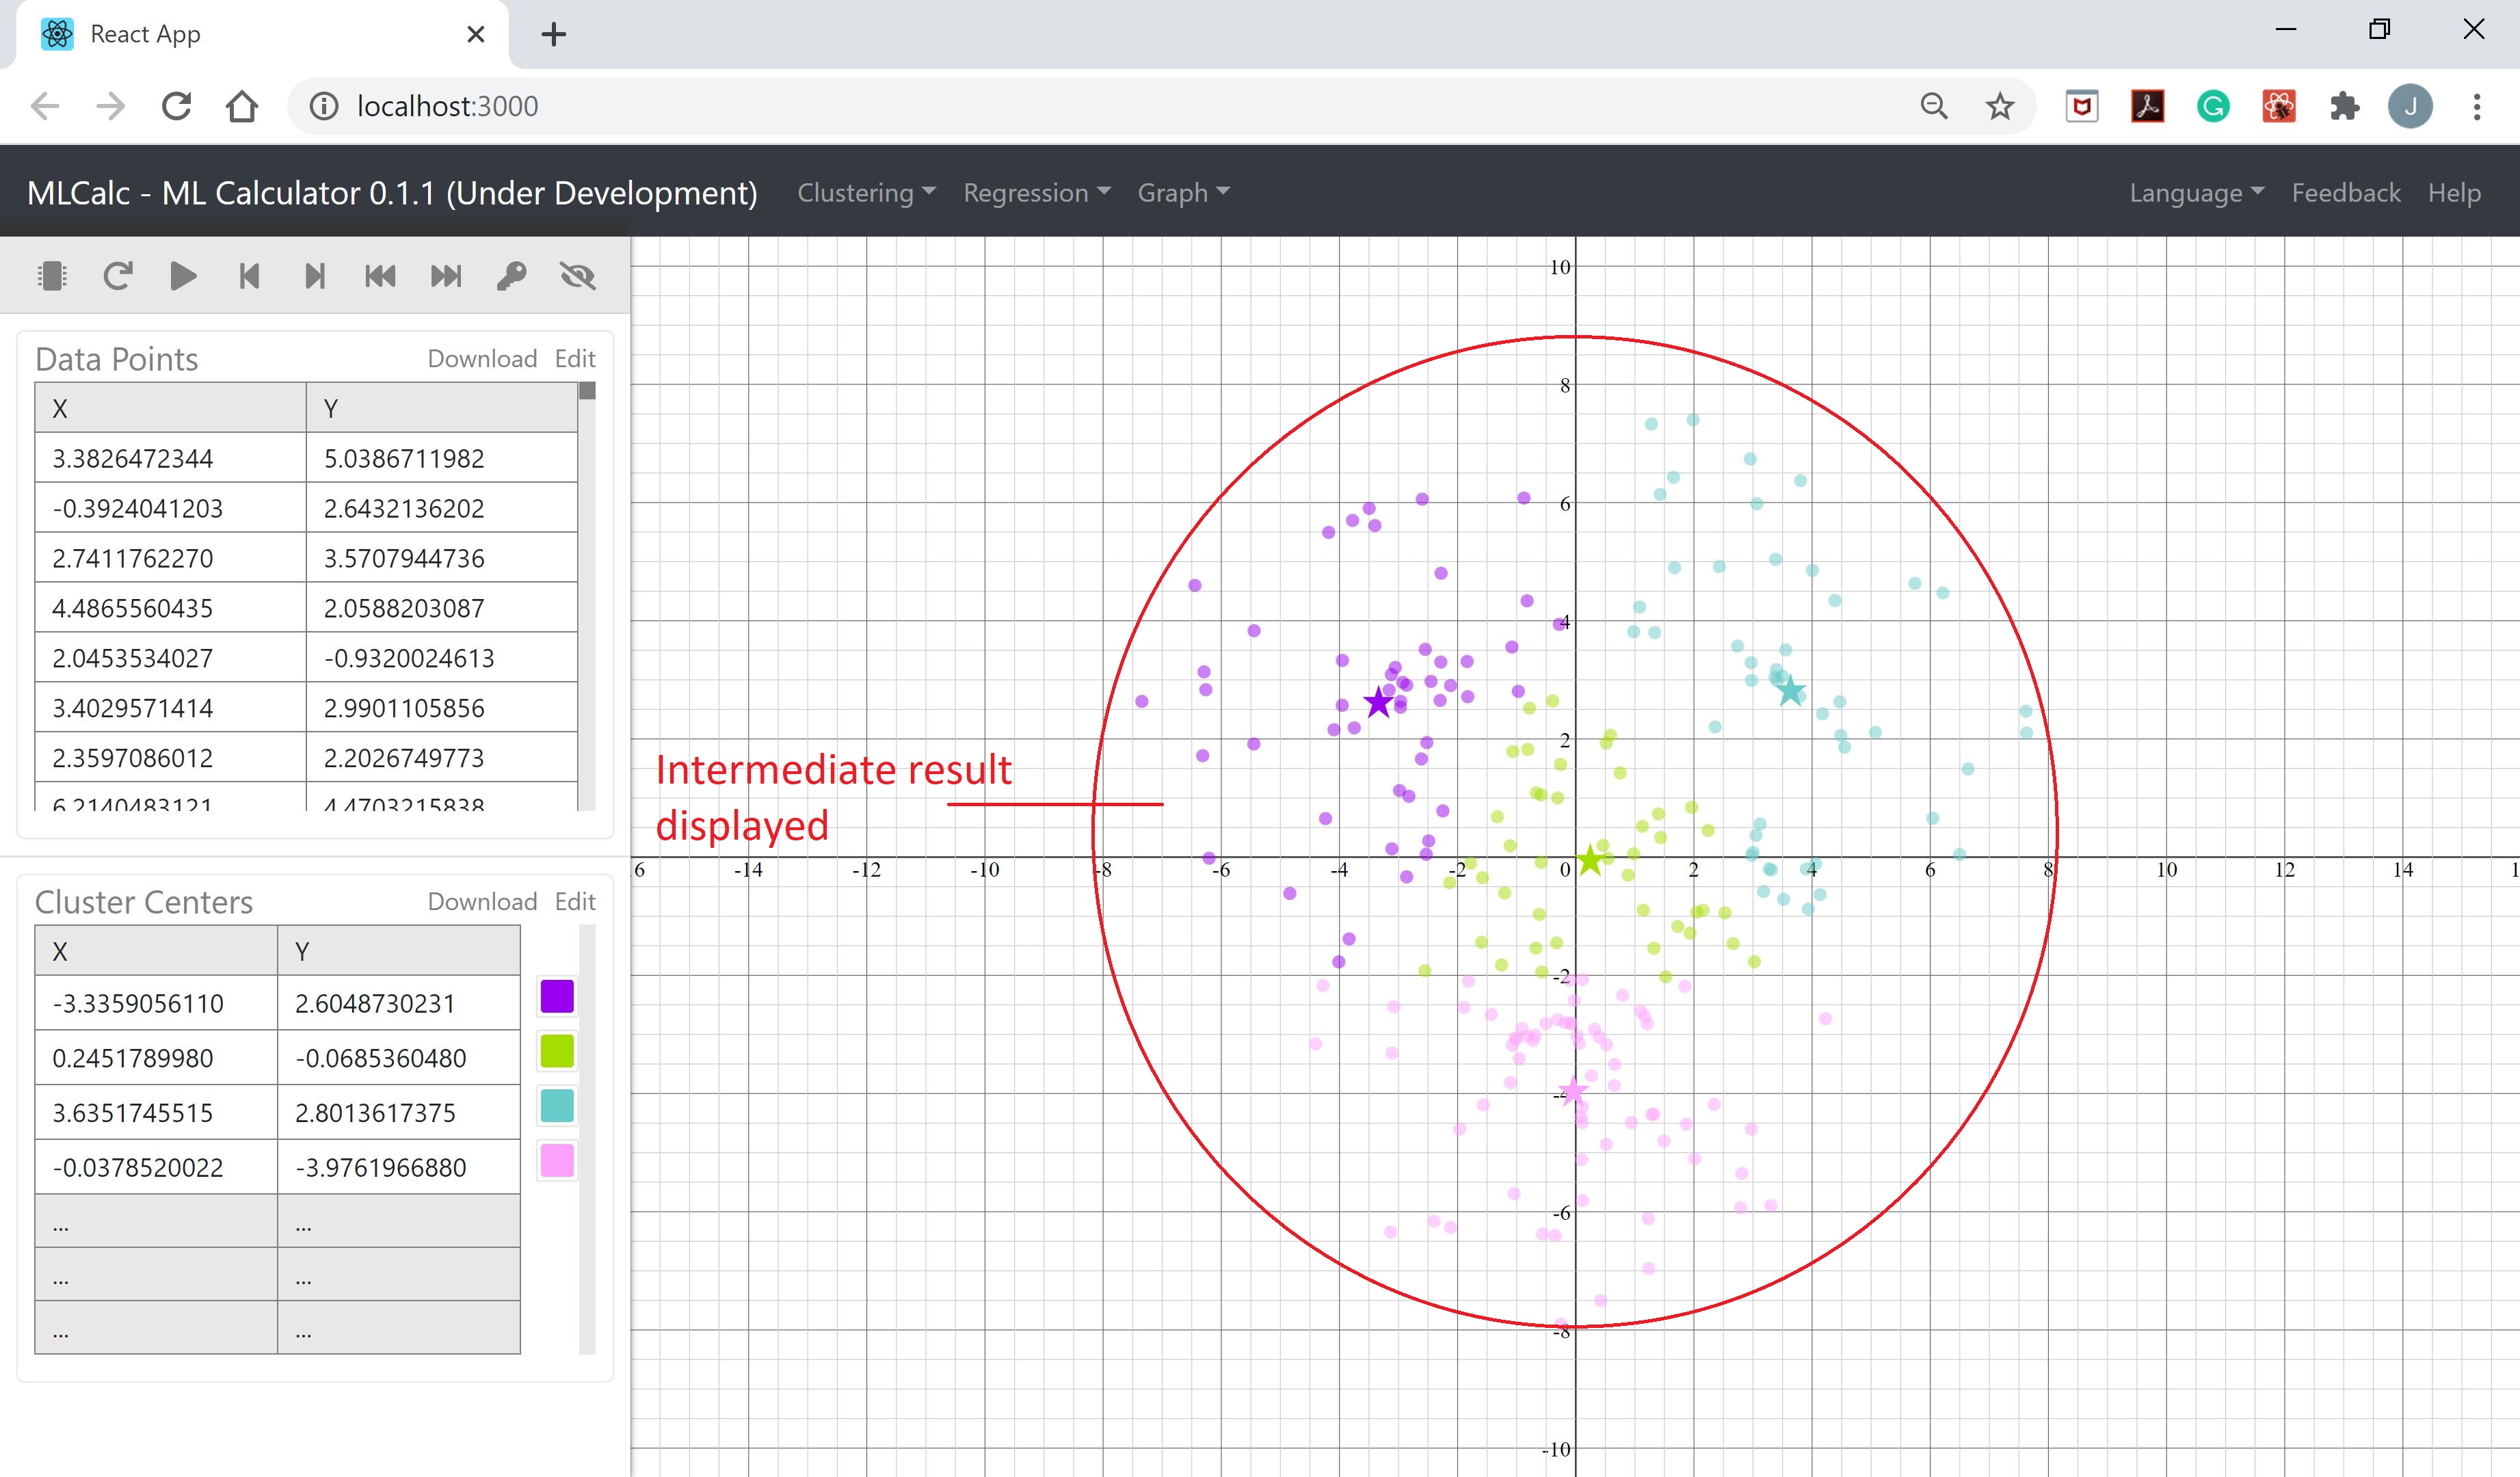 React App
localhost:3000
J
MLCalc - ML Calculator 0.1.1 (Under Development) Clustering Regression Graph Language Feedback Help
Data Points Download Edit
X Y
3.3826472344 5.0386711982
-0.3924041203 2.6432136202
2.7411762270 3.5707944736
4.4865560435 2.0588203087
2.0453534027 -0.9320024613
3.4029571414 2.9901105856
2.3597086012 2.2026749773
6.2140483121 4.4703215838
Cluster Centers Download Edit
X Y
-3.3359056110 2.6048730231
0.2451789980 -0.0685360480
3.6351745515 2.8013617375
-0.0378520022 -3.9761966880
... ...
... ...
... ...
10
8
6
4
2
Intermediate result
displayed
6 -14 -12 -10 -8 -6 -4 -2 0 2 4 6 8 10 12 14 1
-2
-4
-6
-8
-10